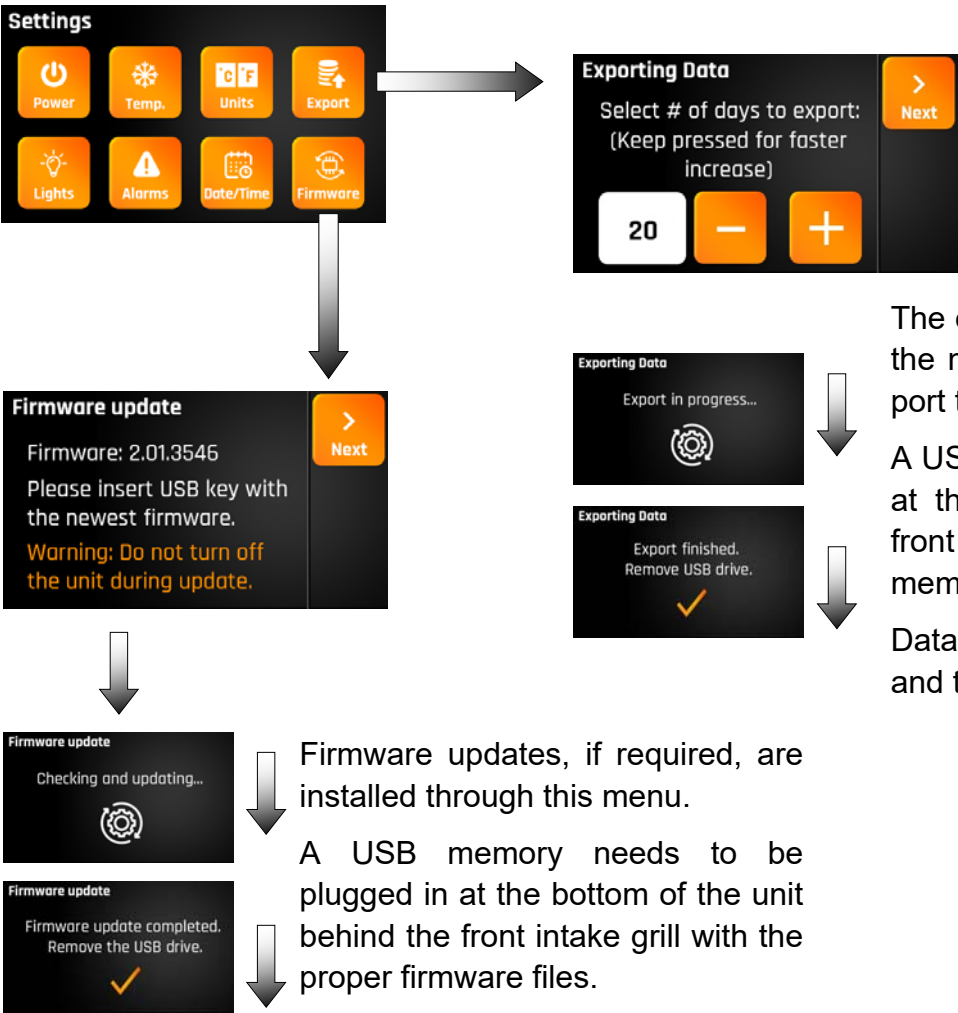 Settings
Power
Temp.
°C °F
Units
Export
Lights
Alarms
Date/Time
Firmware
Exporting Data
Select # of days to export:
(Keep pressed for faster
increase)
20
>
Next
Firmware update
Firmware: 2.01.3546
Please insert USB key with
the newest firmware.
Warning: Do not turn off
the unit during update.
>
Next
Exporting Data
Export in progress...
Exporting Data
Export finished.
Remove USB drive.
The
the
port
A
at
front
Data
and
Firmware update
Checking and updating...
Firmware update
Firmware update completed.
Remove the USB drive.
Firmware updates, if required, are
installed through this menu.
A USB memory needs to be
plugged in at the bottom of the unit
behind the front intake grill with the
proper firmware files.